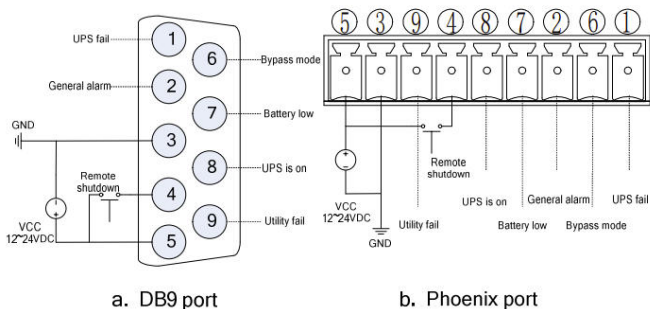 UPS fail
1
6
Bypass mode
General alarm
2
7
Battery low
GND
3
8
UPS is on
Remote
shutdown
4
9
Utility fail
VCC
12~24VDC
5
a. DB9 port
5 3 9 4 8 7 2 6 1
Remote
shutdown
VCC
12~24VDC
GND
Utility fail
UPS is on
Battery low
General alarm
Bypass mode
UPS fail
b. Phoenix port